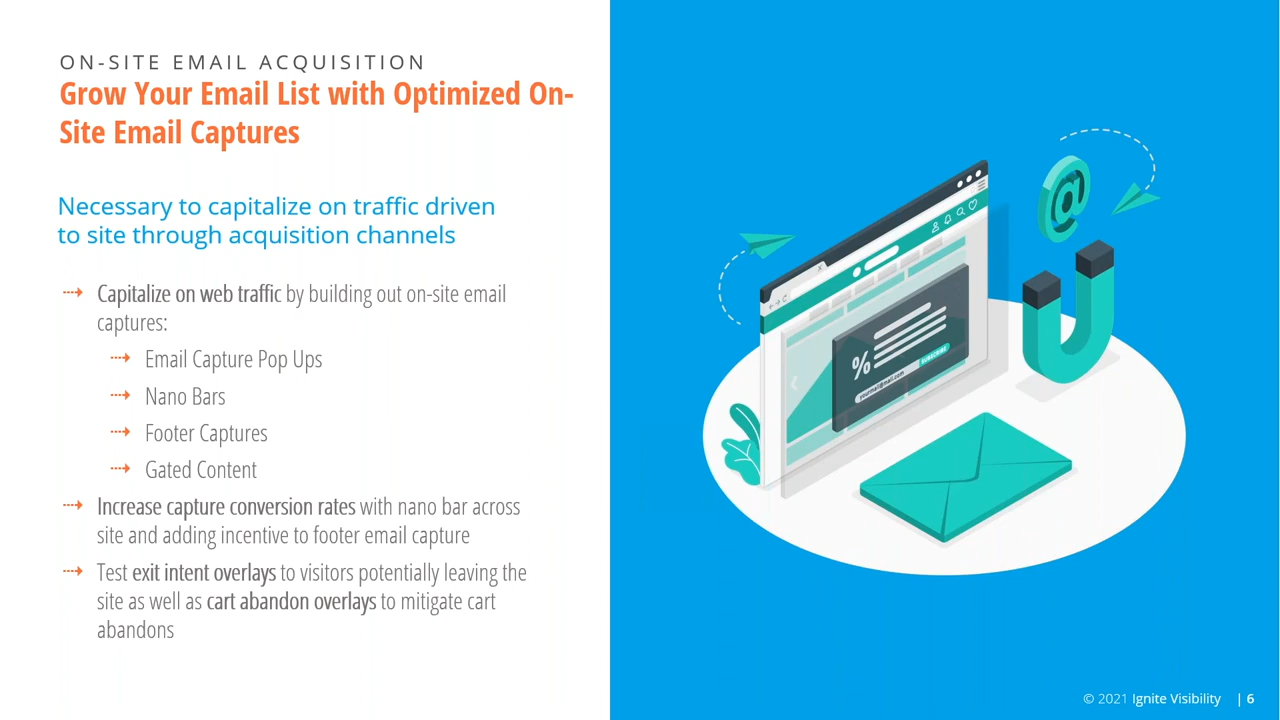 ON-SITE EMAIL ACQUISITION
Grow Your Email List with Optimized On-
Site Email Captures
Necessary to capitalize on traffic driven
to site through acquisition channels
Capitalize on web traffic by building out on-site email
captures:
Email Capture Pop Ups
Nano Bars
Footer Captures
Gated Content
Increase capture conversion rates with nano bar across
site and adding incentive to footer email capture
Test exit intent overlays to visitors potentially leaving the
site as well as cart abandon overlays to mitigate cart
abandons
@
%
SUBSCRIBE
yourmail@mail.com
© 2021 Ignite Visibility | 6